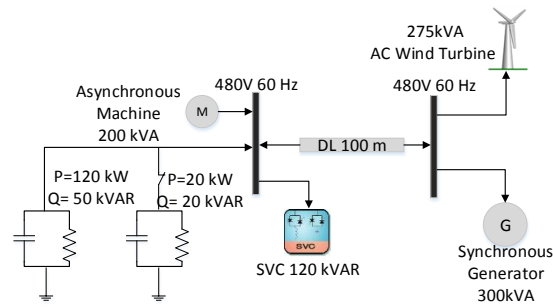 275kVA
AC Wind Turbine
480V 60 Hz
480V 60 Hz
Asynchronous
Machine
200 kVA
M
DL 100 m
P=120 kW
Q= 50 kVAR
P=20 kW
Q= 20 kVAR
SVC
SVC 120 kVAR
G
Synchronous
Generator
300kVA